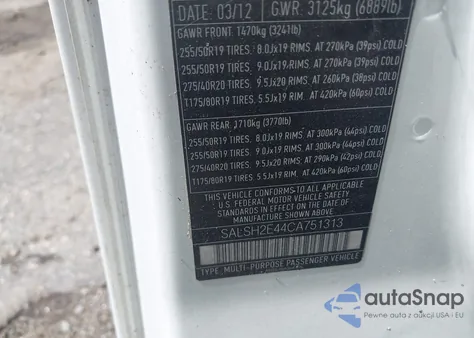 DATE: 03/12 GWR: 3125kg (6889lb)
GAWR FRONT: 1470kg (3241lb)
255/50R19 TIRES. 8.0Jx19 RIMS. AT 270kPa (39psi) COLD
255/50R19 TIRES. 9.0Jx19 RIMS. AT 270kPa (39psi) COLD
275/40R20 TIRES. 9.5Jx20 RIMS. AT 260kPa (38psi) COLD
T175/80R19 TIRES. 5.5Jx19 RIM. AT 420kPa (60psi) COLD
GAWR REAR: 1710kg (3770lb)
255/50R19 TIRES. 8.0Jx19 RIMS. AT 300kPa (44psi) COLD
255/50R19 TIRES. 9.0Jx19 RIMS. AT 300kPa (44psi) COLD
275/40R20 TIRES. 9.5Jx20 RIMS. AT 290kPa (42psi) COLD
T175/80R19 TIRES. 5.5Jx19 RIM. AT 420kPa (60psi) COLD
THIS VEHICLE CONFORMS TO ALL APPLICABLE
U.S. FEDERAL MOTOR VEHICLE SAFETY
STANDARDS IN EFFECT ON THE DATE OF
MANUFACTURE SHOWN ABOVE.
SALSH2E44CA751313
TYPE: MULTI-PURPOSE PASSENGER VEHICLE
autoSnap
Pewne auta z USA i EU